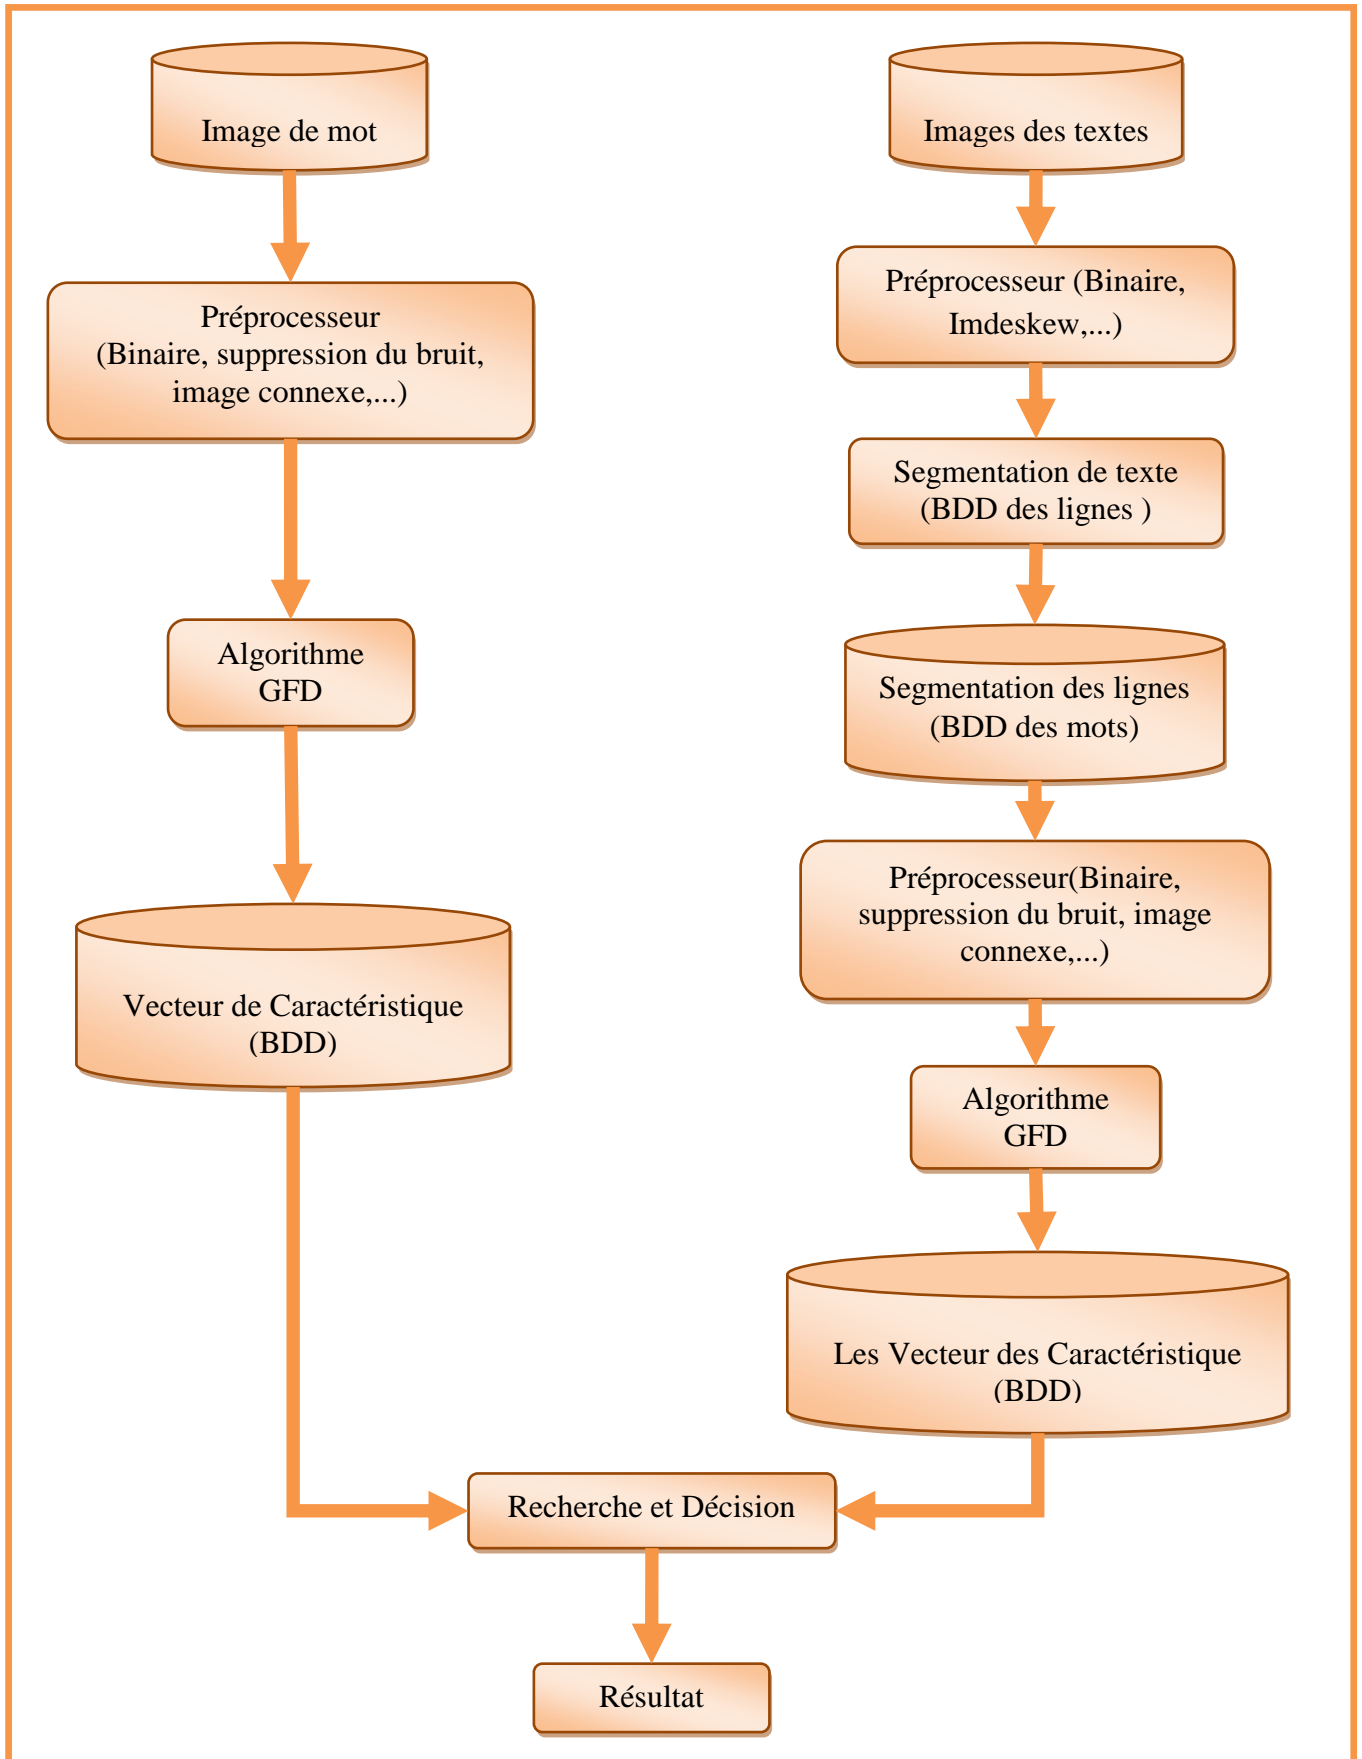 Image de mot
Préprocesseur
(Binaire, suppression du bruit,
image connexe,...)
Algorithme
GFD
Vecteur de Caractéristique
(BDD)
Images des textes
Préprocesseur (Binaire,
Imdeskew,...)
Segmentation de texte
(BDD des lignes )
Segmentation des lignes
(BDD des mots)
Préprocesseur(Binaire,
suppression du bruit, image
connexe,...)
Algorithme
GFD
Les Vecteur des Caractéristique
(BDD)
Recherche et Décision
Résultat